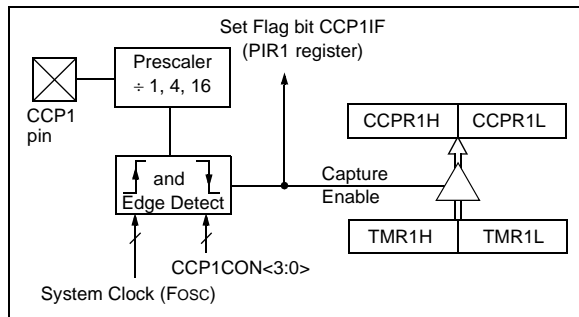 Set Flag bit CCP1IF
(PIR1 register)
Prescaler
÷ 1, 4, 16
CCP1
pin
CCPR1H
CCPR1L
and
Edge Detect
Capture
Enable
TMR1H
TMR1L
CCP1CON<3:0>
System Clock (FOSC)